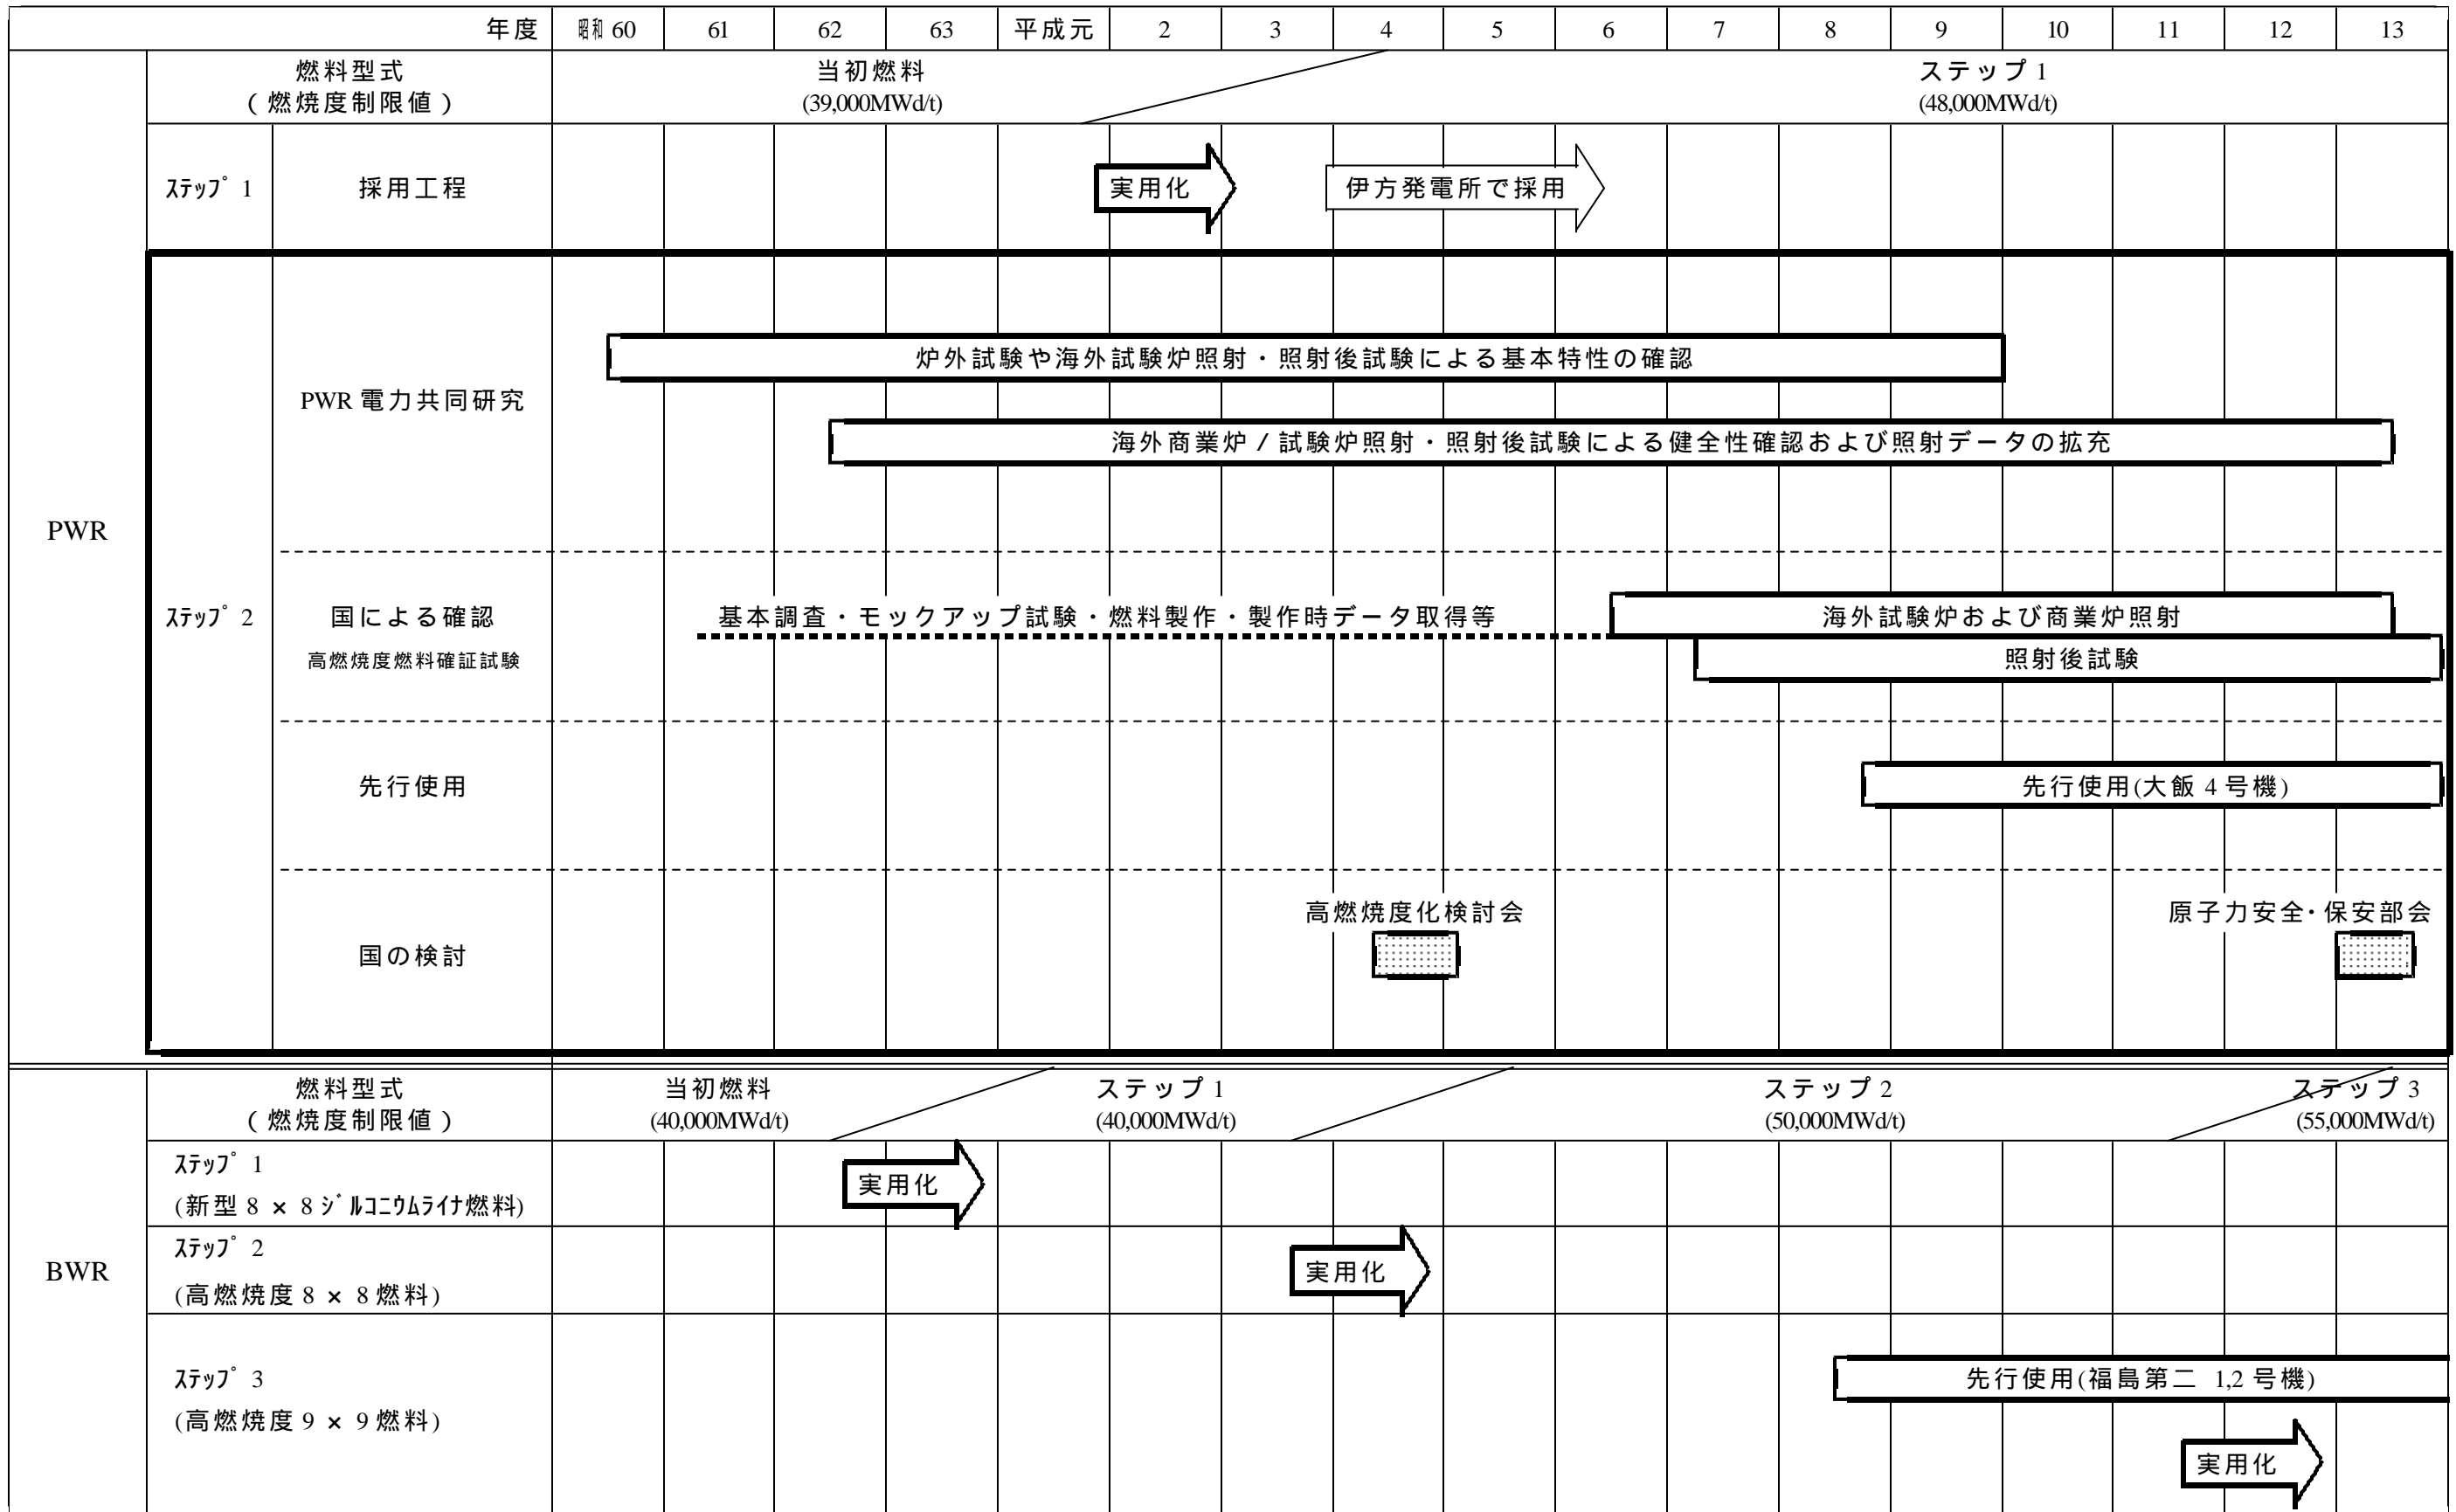 年度 昭和 60 61 62 63 平成元 2 3 4 5 6 7 8 9 10 11 12 13
PWR
燃料型式
(燃焼度制限値)
当初燃料
(39,000MWd/t)
ステップ 1
(48,000MWd/t)
ステップ 1
採用工程
実用化
伊方発電所で採用
ステップ 2
PWR 電力共同研究
炉外試験や海外試験炉照射・照射後試験による基本特性の確認
海外商業炉/試験炉照射・照射後試験による健全性確認および照射データの拡充
国による確認
高燃焼度燃料確証試験
基本調査・モックアップ試験・燃料製作・製作時データ取得等
海外試験炉および商業炉照射
照射後試験
先行使用
先行使用(大飯 4 号機)
国の検討
高燃焼度化検討会
原子力安全・保安部会
BWR
燃料型式
(燃焼度制限値)
当初燃料
(40,000MWd/t)
ステップ 1
(40,000MWd/t)
ステップ 2
(50,000MWd/t)
ステップ 3
(55,000MWd/t)
ステップ 1
(新型 8 × 8 ジルコニウムライナ燃料)
実用化
ステップ 2
(高燃焼度 8 × 8 燃料)
実用化
ステップ 3
(高燃焼度 9 × 9 燃料)
先行使用(福島第二 1,2 号機)
実用化